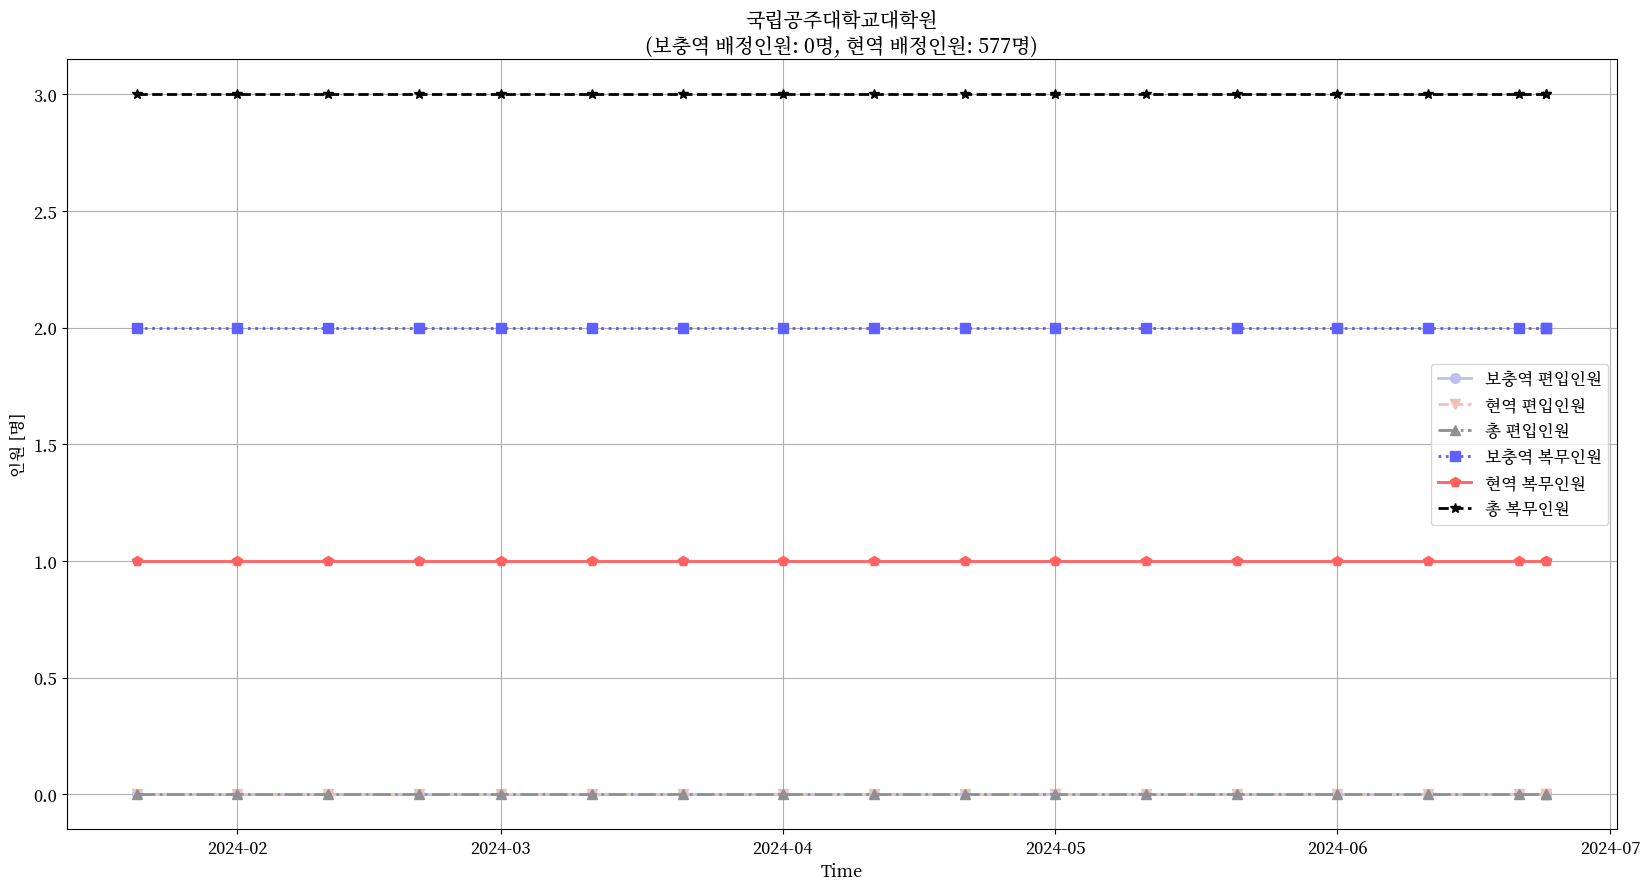 국립공주대학교대학원
(보충역 배정인원: 0명, 현역 배정인원: 577명)
3.0
2.5
2.0
1.5
1.0
0.5
0.0
인원 [명]
보충역 편입인원
현역 편입인원
총 편입인원
보충역 복무인원
현역 복무인원
총 복무인원
2024-02
2024-03
2024-04
2024-05
2024-06
2024-07
Time